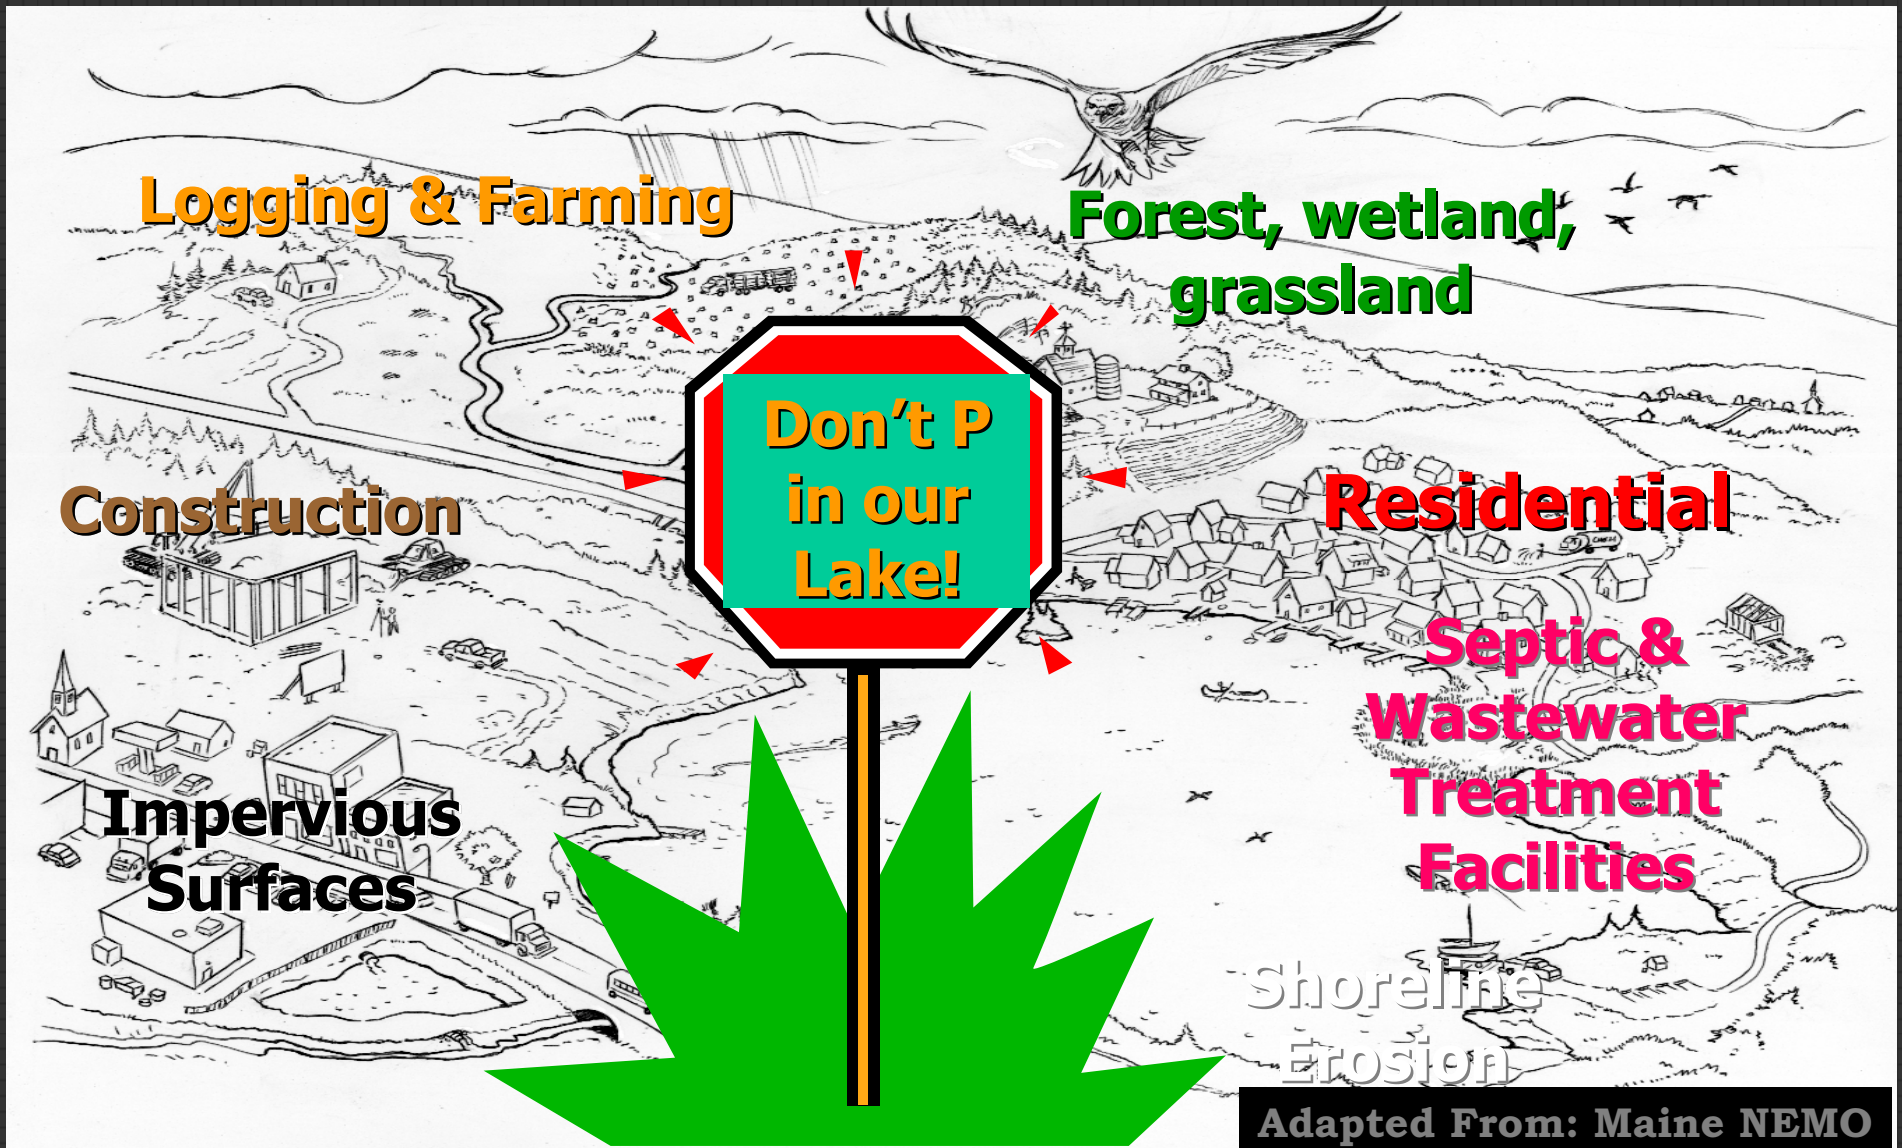 Logging & Farming
Forest, wetland,
grassland
Don't P
in our
Lake!
Construction
Residential
Septic &
Wastewater
Treatment
Facilities
Impervious
Surfaces
Shoreline
Erosion
Adapted From: Maine NEMO